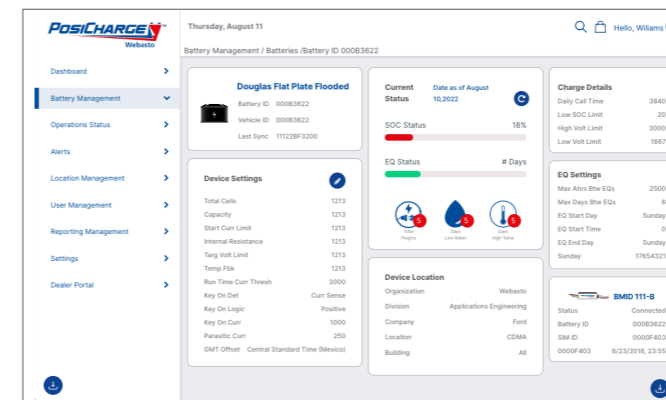 POSICHARGE
Webasto
Thursday, August 11
Hello, Willams
Battery Management / Batteries /Battery ID 000B3622
Dashboard
Battery Management
Operations Status
Alerts
Location Management
User Management
Reporting Management
Settings
Dealer Portal
Douglas Flat Plate Flooded
Battery ID 000B3622
Vehicle ID 000B3622
Last Sync 11122BF3200
Device Settings
Total Cells 1213
Capacity 1213
Start Curr Limit 1213
Internal Resistance 1213
Targ Volt Limit 1213
Temp Fbk 1213
Run Time Curr Thresh 3000
Key On Det Curr Sense
Key On Logic Positive
Key On Curr 1000
Parasitic Curr 250
GMT Offset Central Standard Time (Mexico)
Current Status
Date as of August 10,2022
SOC Status 18%
EQ Status # Days
5
5
5
Total Plugins
Days Low Water
Days High Temp
Device Location
Organization Webasto
Division Applications Engineering
Company Ford
Location CDMA
Building All
Charge Details
Daily Call Time 3840
Low SOC Limit 20
High Volt Limit 3000
Low Volt Limit 1667
EQ Settings
Max Ahrs Btw EQs 2500
Max Days Btw EQs 6
EQ Start Day Sunday
EQ Start Time 0
EQ End Day Sunday
Sunday 17654321
BMID 111-B
Status Connected
Battery ID 000B3622
SIM ID 0000F403
0000F403 6/23/2018, 23:55